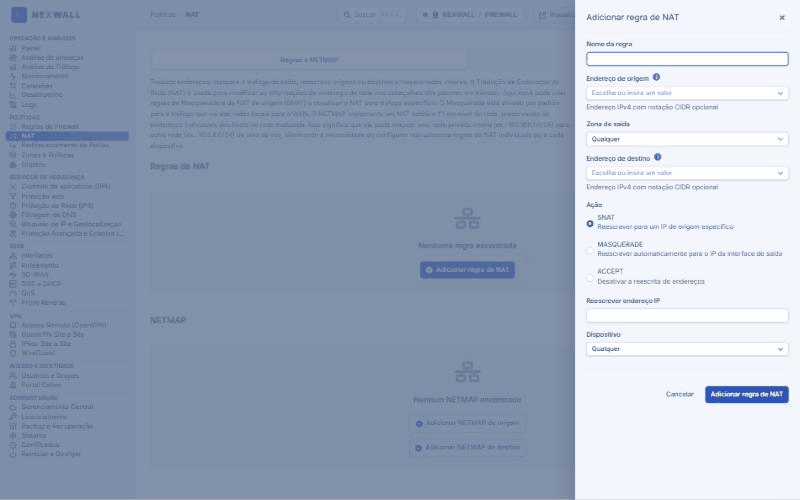 NEXWALL
Políticas NAT
Buscar
NEXWALL / FIREWALL
OPERAÇÃO E ANÁLISE
Painel
Análise de ameaças
Análise de Tráfego
Monitoramento
Conexões
Desempenho
Logs
POLÍTICAS
Regras de Firewall
NAT
Redirecionamento de Portas
Zonas e Políticas
Objetos
SERVIÇOS DE SEGURANÇA
Controle de aplicativos (DPI)
Proteção web
Proteção da Rede (IPS)
Filtragem de DNS
Bloqueio de IP e Geolocalização
REDE
Interfaces
Roteamento
SD-WAN
DNS e DHCP
QoS
Proxy Reverso
VPN
Acesso Remoto (OpenVPN)
OpenVPN Site a Site
IPsec Site a Site
WireGuard
ACESSO E IDENTIDADE
Usuários e Grupos
Portal Cativo
ADMINISTRAÇÃO
Gerenciamento Central
Licenciamento
Backup e Recuperação
Sistema
Certificados
Reiniciar e Desligar
Regras e NETMAP
Regras de NAT
Nenhuma regra encontrada
Adicionar regra de NAT
NETMAP
Nenhum NETMAP encontrado
Adicionar NETMAP de origem
Adicionar NETMAP de destino
Adicionar regra de NAT
Nome da regra
Endereço de origem
Escolha ou insira um valor
Endereço IPv4 com notação CIDR opcional
Zona de saída
Qualquer
Endereço de destino
Escolha ou insira um valor
Endereço IPv4 com notação CIDR opcional
Ação
SNAT
Reescrever para um IP de origem específico
MASQUERADE
Reescrever automaticamente para o IP da interface de saída
ACCEPT
Desativar a reescrita de endereços
Reescrever endereço IP
Dispositivo
Qualquer
Cancelar
Adicionar regra de NAT